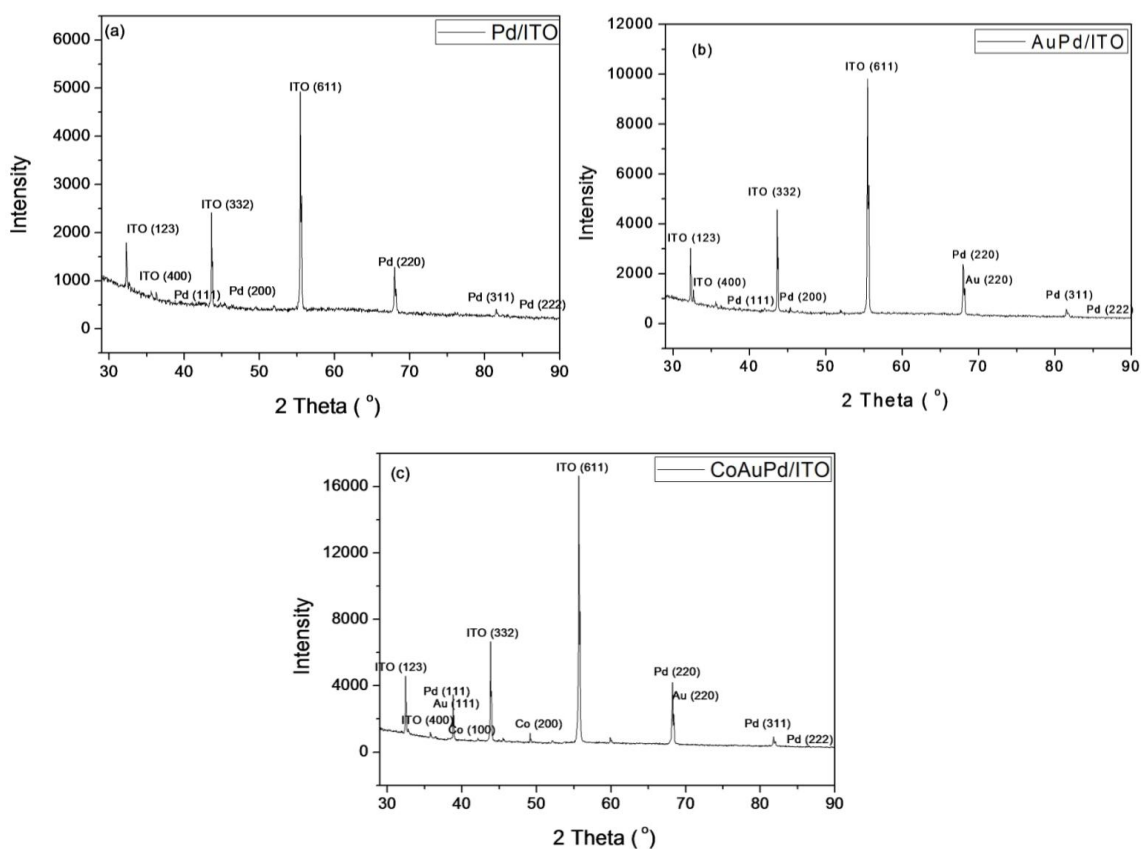 (a)
Pd/ITO
6000
5000
4000
3000
2000
1000
0
Intensity
ITO (611)
ITO (332)
ITO (123)
ITO (400)
Pd (111)
Pd (200)
Pd (220)
Pd (311)
Pd (222)
30 40 50 60 70 80 90
2 Theta ( °)
(b)
AuPd/ITO
12000
10000
8000
6000
4000
2000
0
Intensity
ITO (611)
ITO (332)
ITO (123)
ITO (400)
Pd (111)
Pd (200)
Pd (220)
Au (220)
Pd (311)
Pd (222)
30 40 50 60 70 80 90
2 Theta ( °)
(c)
CoAuPd/ITO
16000
12000
8000
4000
0
Intensity
ITO (611)
ITO (332)
ITO (123)
Pd (111)
Au (111)
ITO (400)
Co (100)
Co (200)
Pd (220)
Au (220)
Pd (311)
Pd (222)
30 40 50 60 70 80 90
2 Theta ( °)